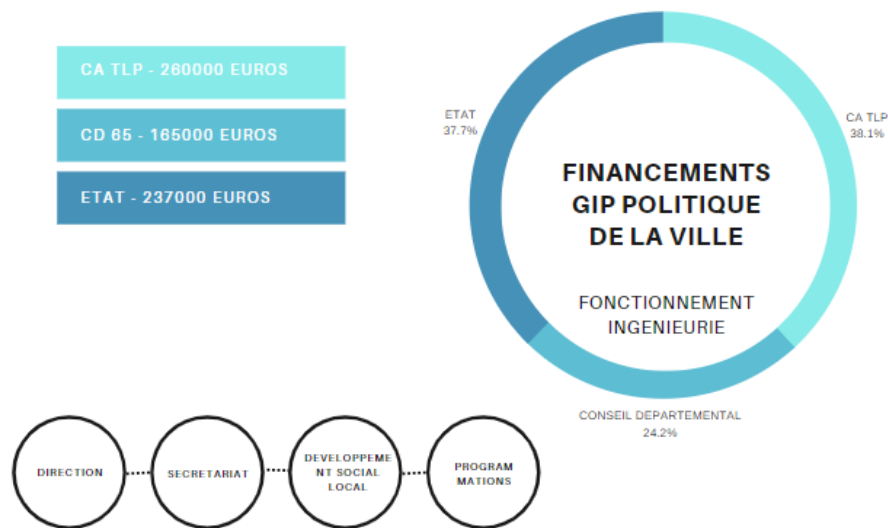 CA TLP - 260000 EUROS
CD 65 - 165000 EUROS
ETAT - 237000 EUROS
ETAT
37.7%
CA TLP
38.1%
FINANCEMENTS
GIP POLITIQUE
DE LA VILLE
FONCTIONNEMENT
INGENIEURIE
CONSEIL DEPARTEMENTAL
24.2%
DIRECTION
SECRETARIAT
DEVELOPPEME
NT SOCIAL
LOCAL
PROGRAM
MATIONS